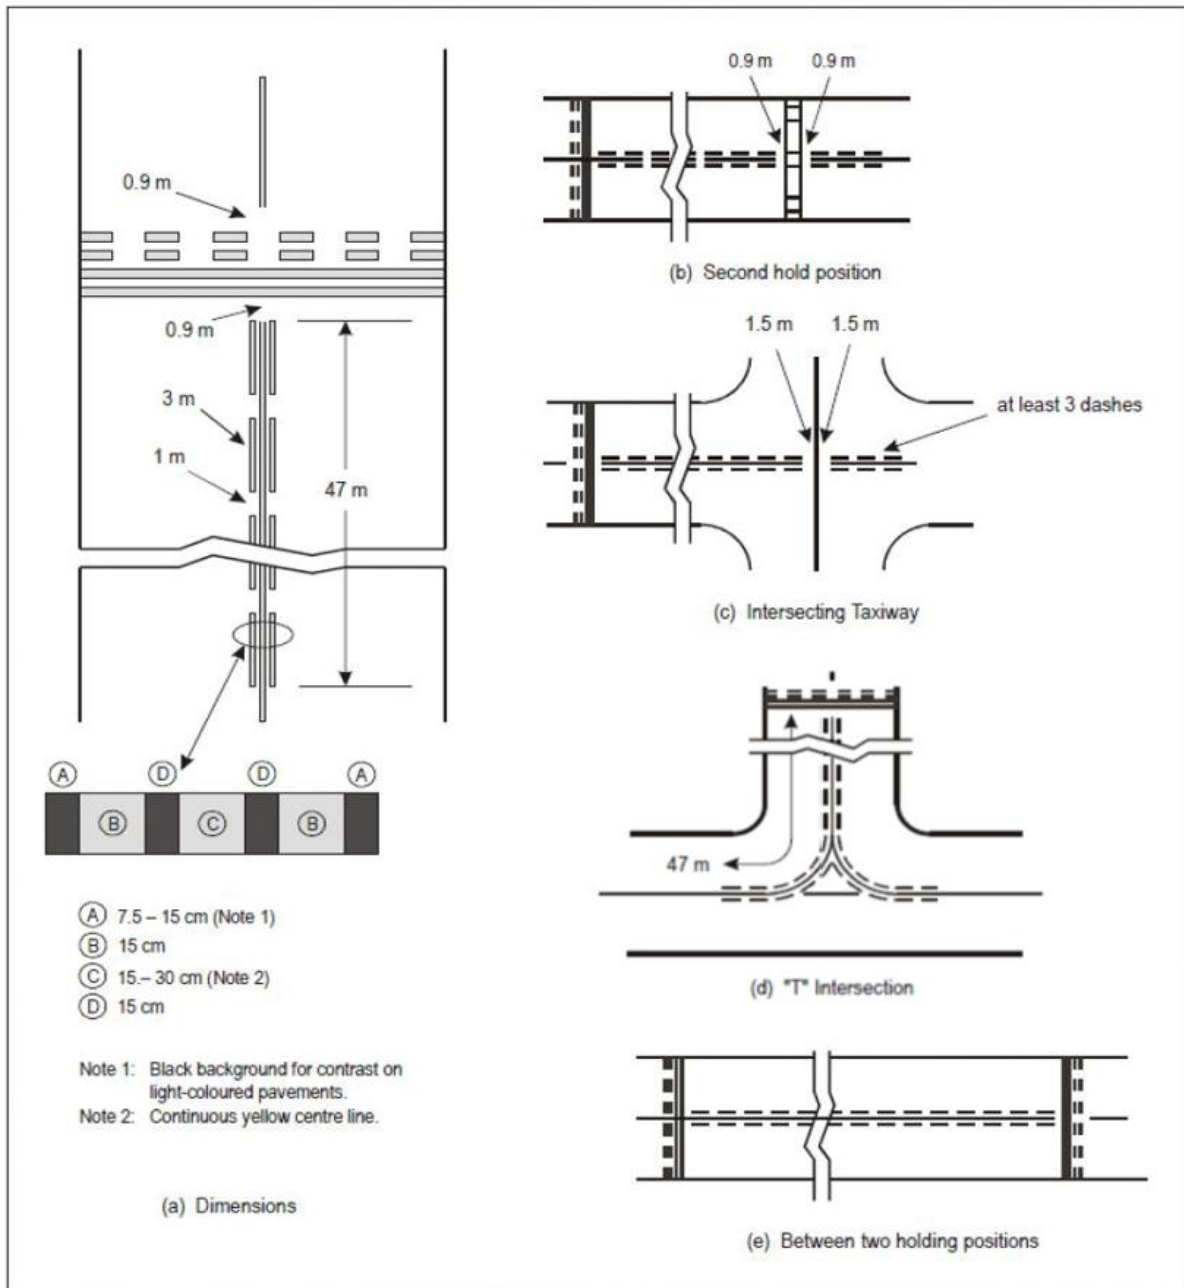 0.9 m
0.9 m
3 m
1 m
47 m
A
D
D
A
B
C
B
A 7.5 – 15 cm (Note 1)
B 15 cm
C 15.– 30 cm (Note 2)
D 15 cm
Note 1: Black background for contrast on
light-coloured pavements.
Note 2: Continuous yellow centre line.
(a) Dimensions
0.9 m
0.9 m
(b) Second hold position
1.5 m
1.5 m
at least 3 dashes
(c) Intersecting Taxiway
47 m
(d) "T" Intersection
(e) Between two holding positions